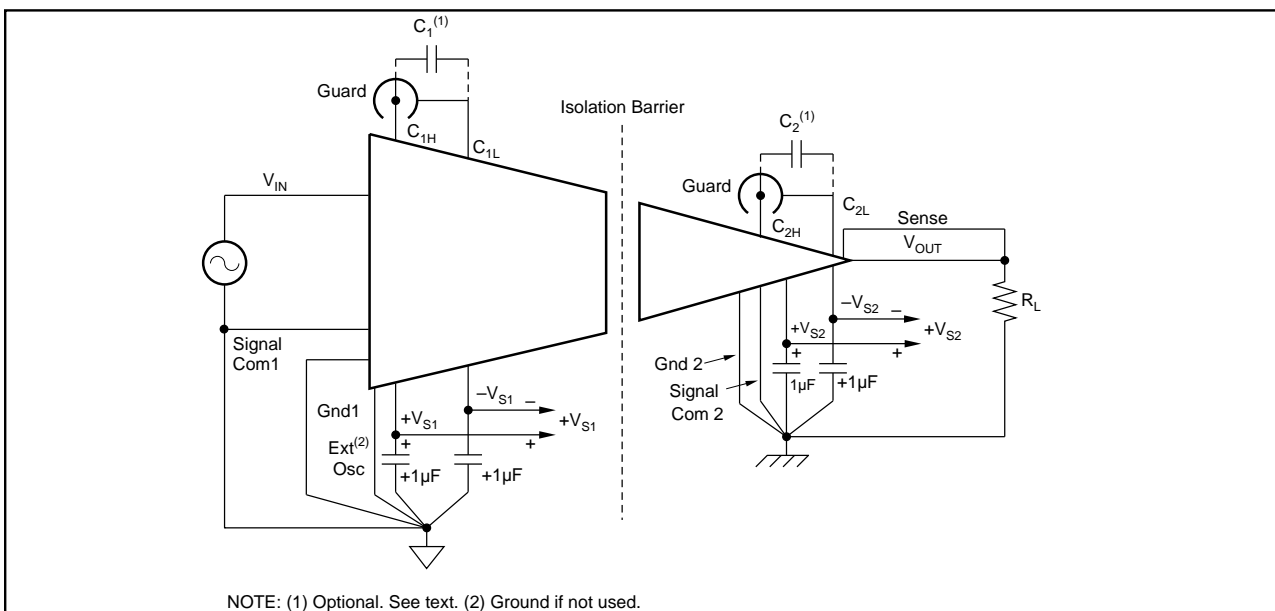 C1(1)
Guard
C1H
C1L
Isolation Barrier
C2(1)
Guard
C2L
C2H
Sense
VOUT
VIN
RL
Signal
Com1
Gnd1
Ext(2)
Osc
+VS1
–VS1
–
+VS1
+
+
+1µF
+1µF
Gnd 2
Signal
Com 2
+VS2
–VS2
–
+VS2
+
+
1µF
+1µF
NOTE: (1) Optional. See text. (2) Ground if not used.